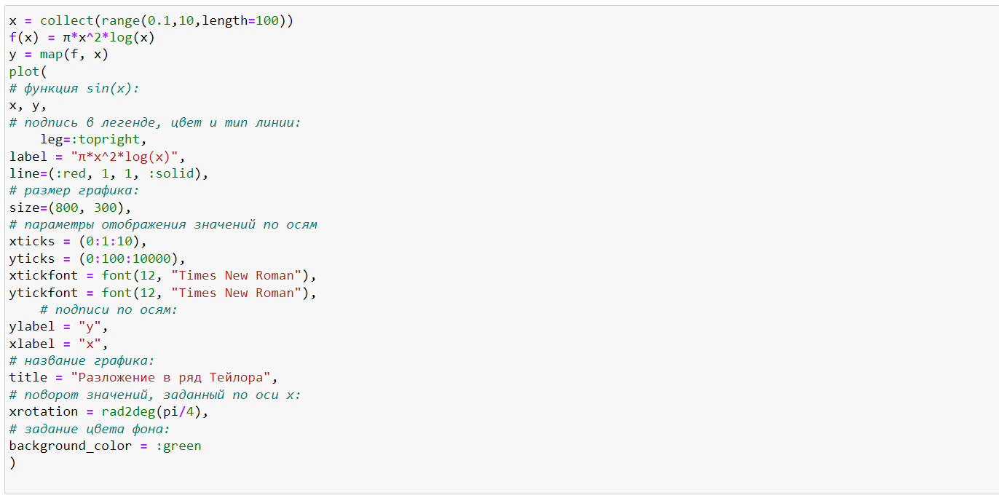 x = collect(range(0.1,10,length=100))
f(x) = π*x^2*log(x)
y = map(f, x)
plot(
# функция sin(x):
x, y,
# подпись в легенде, цвет и тип линии:
    leg=:topright,
label = "π*x^2*log(x)",
line=(:red, 1, 1, :solid),
# размер графика:
size=(800, 300),
# параметры отображения значений по осям
xticks = (0:1:10),
yticks = (0:100:10000),
xtickfont = font(12, "Times New Roman"),
ytickfont = font(12, "Times New Roman"),
    # подписи по осям:
ylabel = "y",
xlabel = "x",
# название графика:
title = "Разложение в ряд Тейлора",
# поворот значений, заданный по оси x:
xrotation = rad2deg(pi/4),
# задание цвета фона:
background_color = :green
)